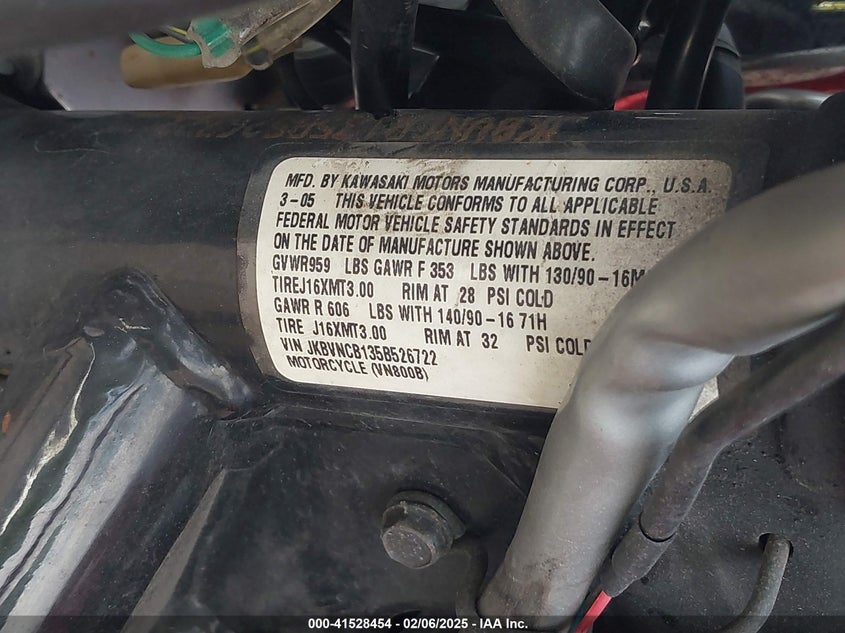 MFD. BY KAWASAKI MOTORS MANUFACTURING CORP., U.S.A.
3-05 THIS VEHICLE CONFORMS TO ALL APPLICABLE
FEDERAL MOTOR VEHICLE SAFETY STANDARDS IN EFFECT
ON THE DATE OF MANUFACTURE SHOWN ABOVE.
GVWR959 LBS GAWR F 353 LBS WITH 130/90-16M
TIREJ16XMT3.00 RIM AT 28 PSI COLD
GAWR R 606 LBS WITH 140/90-16 71H
TIRE J16XMT3.00 RIM AT 32 PSI COLD
VIN JKBVNCB135B526722
MOTORCYCLE (VN800B)
000-41528454 - 02/06/2025 - IAA Inc.